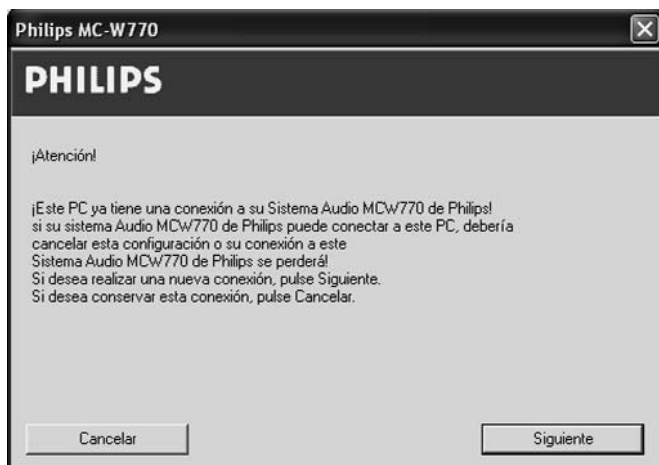 Philips MC-W770
PHILIPS
¡Atención!
¡Este PC ya tiene una conexión a su Sistema Audio MCW770 de Philips!
si su sistema Audio MCW770 de Philips puede conectar a este PC, debería
cancelar esta configuración o su conexión a este
Sistema Audio MCW770 de Philips se perderá!
Si desea realizar una nueva conexión, pulse Siguiente.
Si desea conservar esta conexión, pulse Cancelar.
Cancelar
Siguiente